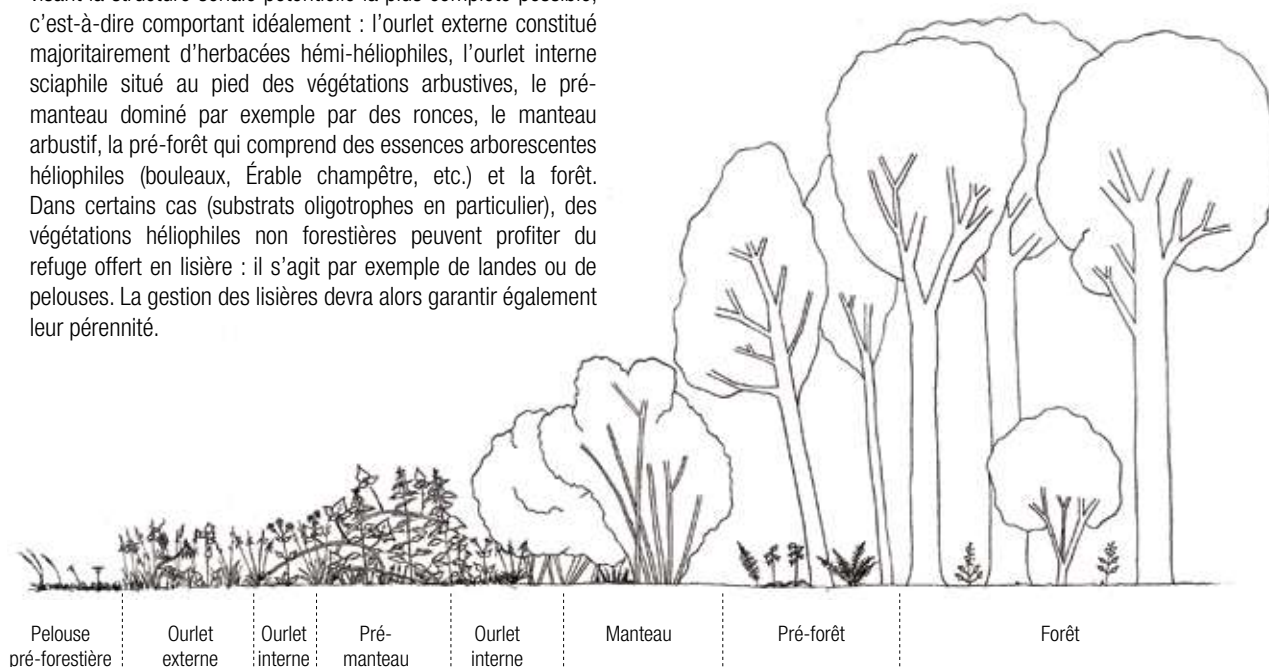 visant la structure sériale potentielle la plus complète possible,
c'est-à-dire comportant idéalement : l'ourlet externe constitué
majoritairement d'herbacées hémi-héliophiles, l'ourlet interne
sciaphile situé au pied des végétations arbustives, le pré-
manteau dominé par exemple par des ronces, le manteau
arbustif, la pré-forêt qui comprend des essences arborescentes
héliophiles (bouleaux, Érable champêtre, etc.) et la forêt.
Dans certains cas (substrats oligotrophes en particulier), des
végétations héliophiles non forestières peuvent profiter du
refuge offert en lisière : il s'agit par exemple de landes ou de
pelouses. La gestion des lisières devra alors garantir également
leur pérennité.
Pelouse
pré-forestière
Ourlet
externe
Ourlet
interne
Pré-
manteau
Ourlet
interne
Manteau
Pré-forêt
Forêt